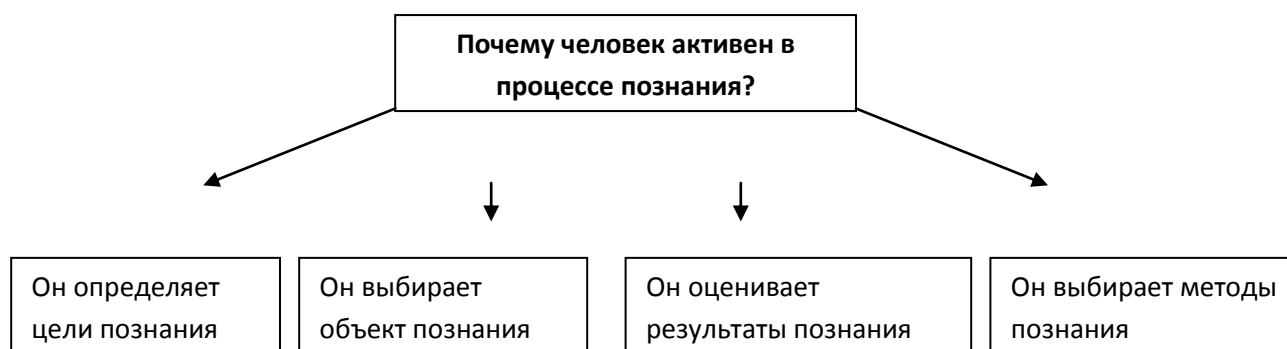 Почему человек активен в
процессе познания?
Он определяет
цели познания
Он выбирает
объект познания
Он оценивает
результаты познания
Он выбирает методы
познания